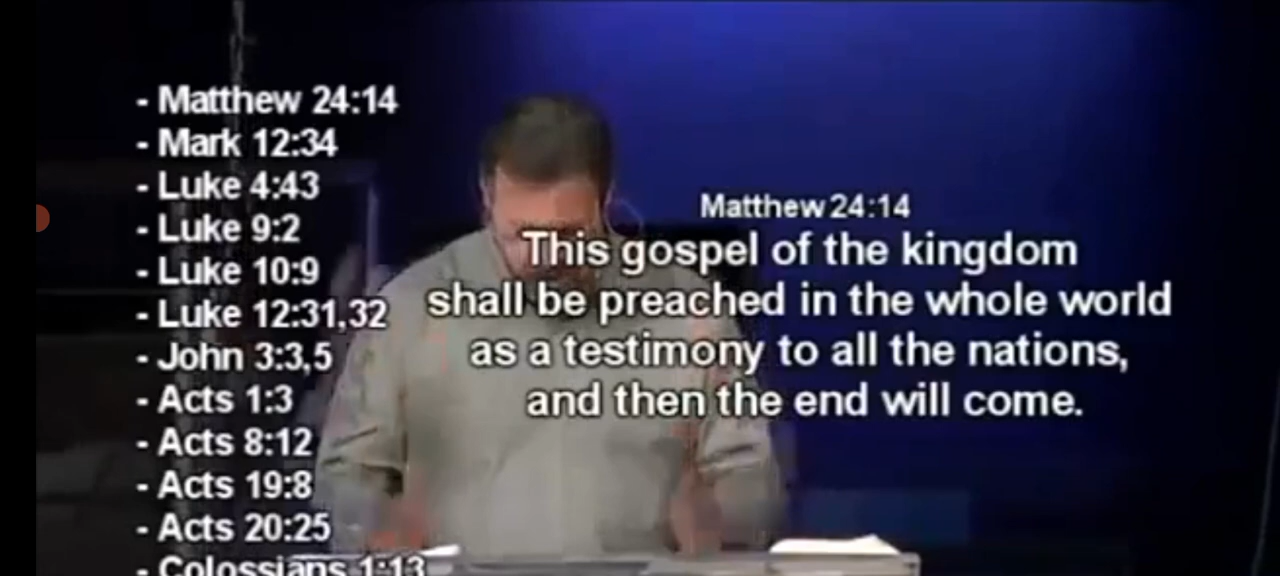 - Matthew 24:14
- Mark 12:34
- Luke 4:43
- Luke 9:2
- Luke 10:9
- Luke 12:31,32
- John 3:3,5
- Acts 1:3
- Acts 8:12
- Acts 19:8
- Acts 20:25
- Colossians 1:13
Matthew 24:14
This gospel of the kingdom
shall be preached in the whole world
as a testimony to all the nations,
and then the end will come.